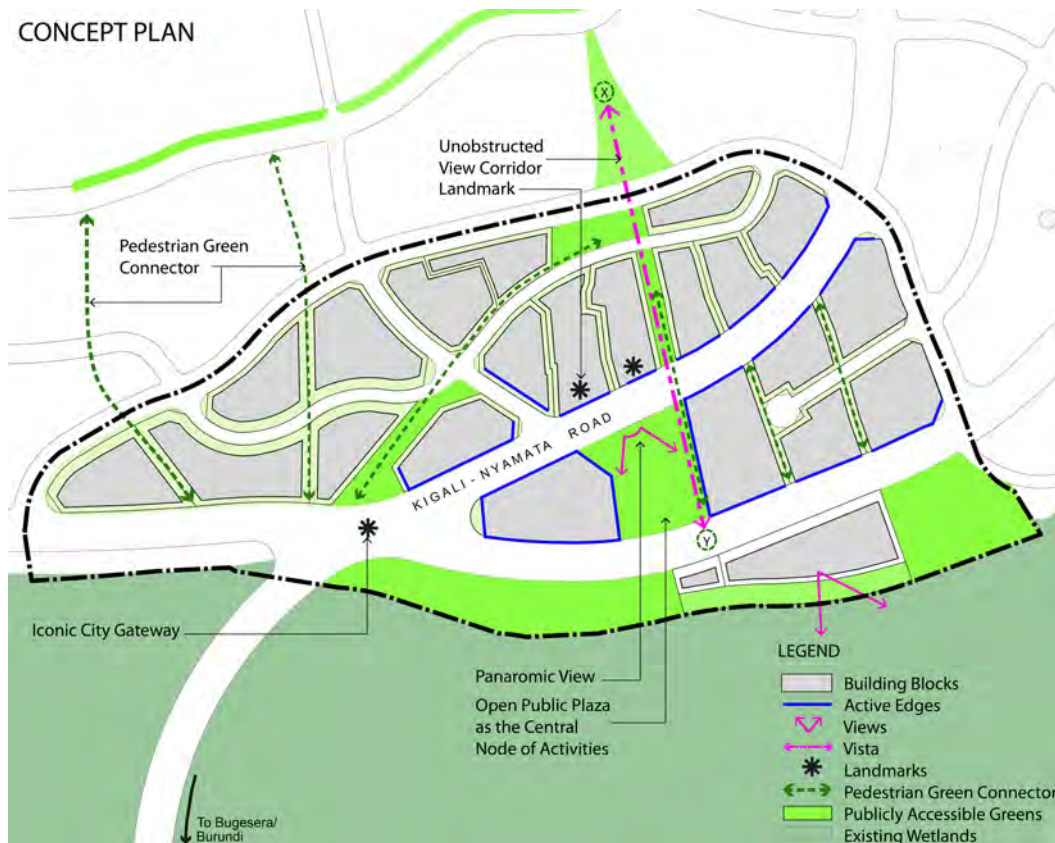 CONCEPT PLAN
X
Unobstructed
View Corridor
Landmark
Pedestrian Green
Connector
KIGALI - NYAMATA ROAD
Y
Iconic City Gateway
Panaromic View
Open Public Plaza
as the Central
Node of Activities
To Bugesera/
Burundi
LEGEND
Building Blocks
Active Edges
Views
Vista
Landmarks
Pedestrian Green Connector
Publicly Accessible Greens
Existing Wetlands